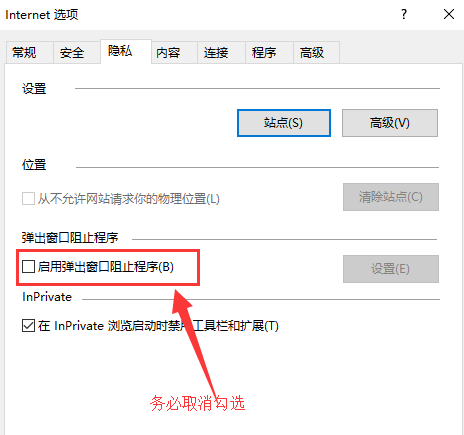 Internet 选项
常规 安全 隐私 内容 连接 程序 高级
设置
站点(S) 高级(V)
位置
从不允许网站请求你的物理位置(L) 清除站点(C)
弹出窗口阻止程序
启用弹出窗口阻止程序(B) 设置(E)
InPrivate
在 InPrivate 浏览启动时禁用工具栏和扩展(T)
务必取消勾选